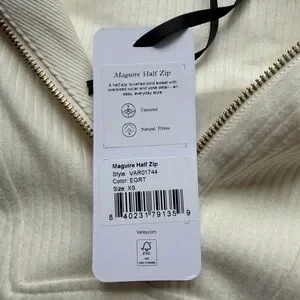 Maguire Half Zip
A half-zip, brushed cord sweat with
oversized collar and yoke detail - an
easy, everyday style.
Textured
Natural Fibres
Maguire Half Zip
Style: VAR01744
Color: EGRT
Size: XS
8 40231 79135 9
Varley.com
FSC